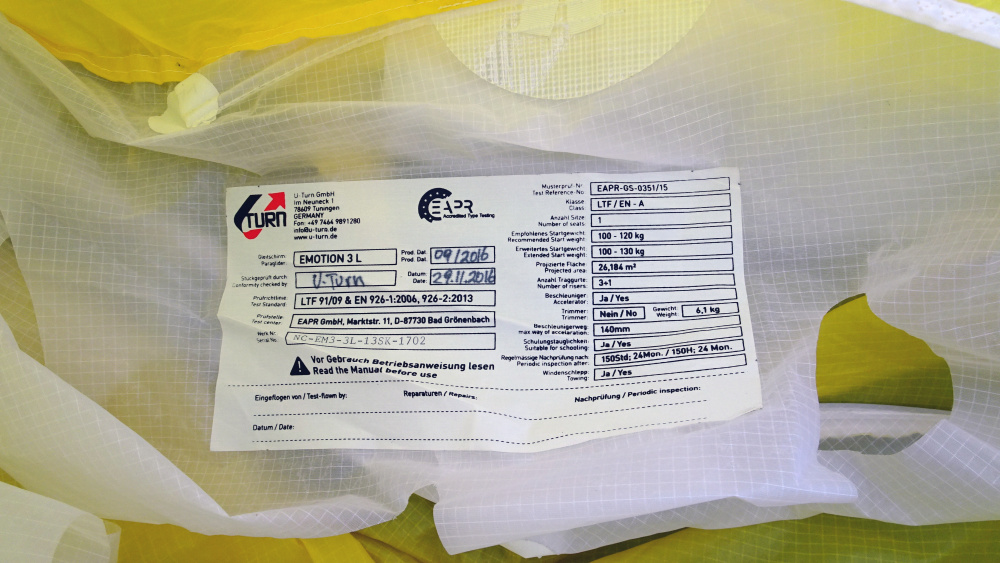 TURN
U-Turn GmbH
Im Neuneck 1
78609 Tuningen
GERMANY
Fon: +49 7464 9891280
info@u-turn.de
www.u-turn.de
EAPR
Accredited Type Testing
Gleitschirm:
Paraglider:
EMOTION 3 L
Prod. Dat.
Prod. Dat.
09/2016
Stückgeprüft durch
Conformity checked by
U-Turn
Datum:
Date:
29.11.2016
Prüfrichtlinie:
Test Standard:
LTF 91/09 & EN 926-1:2006, 926-2:2013
Prüfstelle:
Test center:
EAPR GmbH, Marktstr. 11, D-87730 Bad Grönenbach
Werk Nr.
Serial No.
NC-EM3-3L-13SK-1702
Vor Gebrauch Betriebsanweisung lesen
Read the Manual before use
Musterprüf-Nr.
Test Reference-No
EAPR-GS-0351/15
Klasse
Class
LTF / EN - A
Anzahl Sitze
Number of seats
1
Empfohlenes Startgewicht
Recommended Start weight:
100 - 120 kg
Erweitertes Startgewicht:
Extended Start weight:
100 - 130 kg
Projizierte Fläche
Projected area:
26,184 m²
Anzahl Traggurte:
Number of risers:
3+1
Beschleuniger:
Accelerator:
Ja / Yes
Trimmer:
Trimmer:
Nein / No
Gewicht
Weight
6,1 kg
Beschleunigerweg:
max way of accelaration:
140mm
Schulungstauglichkeit:
Suitable for schooling:
Ja / Yes
Regelmässige Nachprüfung nach:
Periodic inspection after:
150Std; 24Mon. / 150H; 24 Mon.
Windenschlepp:
Towing:
Ja / Yes
Eingeflogen von / Test-flown by:
Reparaturen / Repairs:
Nachprüfung / Periodic inspection:
Datum / Date: